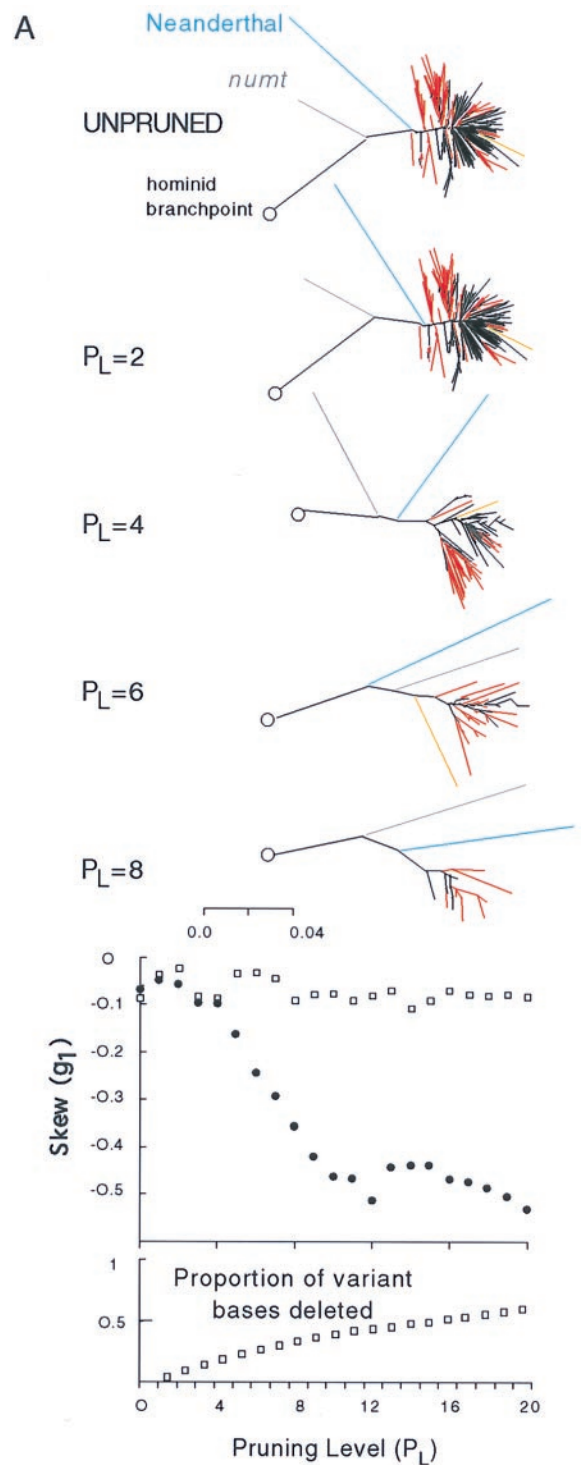 A
Neanderthal
numt
UNPRUNED
hominid
branchpoint
P_L=2
P_L=4
P_L=6
P_L=8
0.0 0.04
Skew (g1)
0
-0.1
-0.2
-0.3
-0.4
-0.5
Proportion of variant
bases deleted
1
0.5
0 4 8 12 16 20
Pruning Level (P_L)